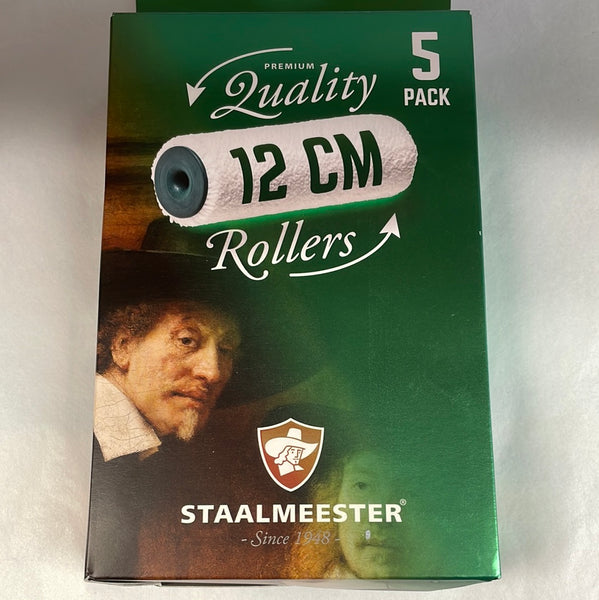 5
PACK
PREMIUM
Quality
12 CM
Rollers
STAALMEESTER®
- Since 1948 -